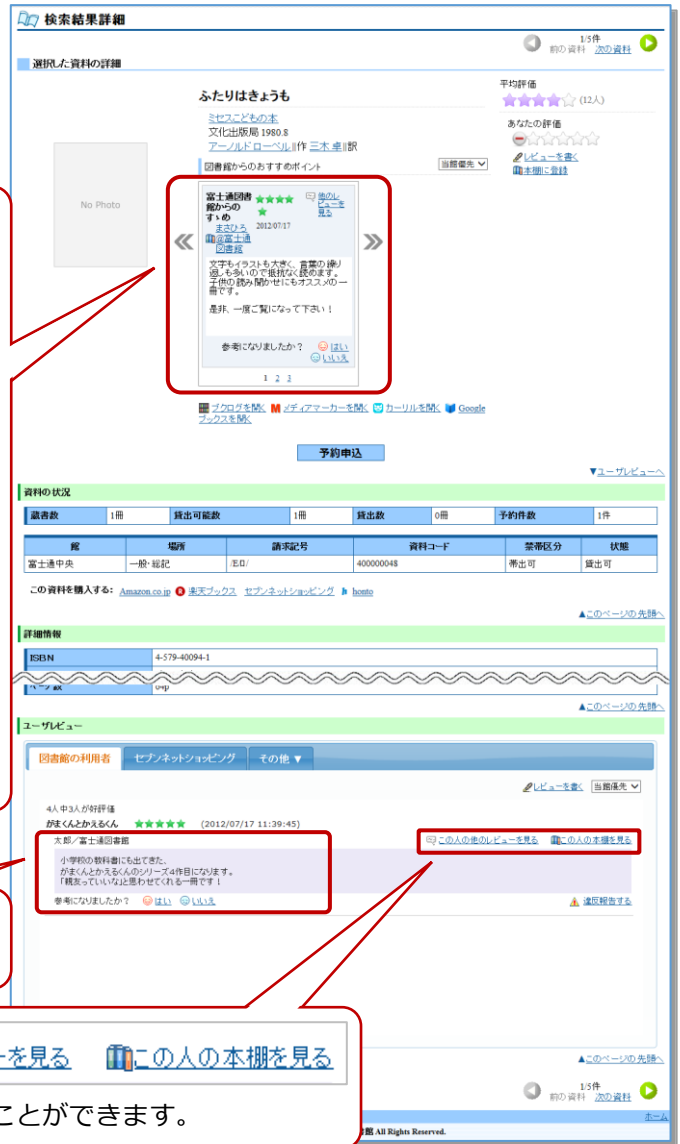 検索結果詳細
1/5件
前の資料 次の資料
選択した資料の詳細
No Photo
ふたりはきょうも
ミセスこどもの本
文化出版局 1980.8
アーノルド ローベル∥作 三木 卓∥訳
図書館からのおすすめポイント
当館優先
平均評価
(12人)
あなたの評価
レビューを書く
本棚に登録
富士通図書館からのすゝめ
まさひろ@富士通図書館
★★★★★
2012/07/17
他のレビューを見る
文字もイラストも大きく、言葉の繰り
返しも多いので抵抗なく読めます。
子供の読み聞かせにもオススメの一
冊です。
是非、一度ご覧になって下さい！
参考になりましたか？ はい
いいえ
1 2 3
ブクログを開く メディアマーカーを開く カーリルを開く Google
ブックスを開く
予約申込
▼ユーザレビューへ
資料の状況
蔵書数 1冊 貸出可能数 1冊 貸出数 0冊 予約件数 1件
館 場所 請求記号 資料コード 禁帯区分 状態
富士通中央 一般・総記 /Eロ/ 400000048 帯出可 貸出可
この資料を購入する： Amazon.co.jp 楽天ブックス セブンネットショッピング honto
▲このページの先頭へ
詳細情報
ISBN 4-579-40094-1
ページ数 64p
▲このページの先頭へ
ユーザレビュー
図書館の利用者 セブンネットショッピング その他 ▼
レビューを書く 当館優先
4人中3人が好評価
がまくんとかえるくん ★★★★★ (2012/07/17 11:39:45)
太郎／富士通図書館
この人の他のレビューを見る この人の本棚を見る
小学校の教科書にも出てきた、
がまくんとかえるくんのシリーズ4作目になります。
「親友っていいな」と思わせてくれる一冊です！
参考になりましたか？ はい いいえ
違反報告する
ーを見る この人の本棚を見る
ことができます。
▲このページの先頭へ
1/5件
前の資料 次の資料
ホーム
館 All Rights Reserved.